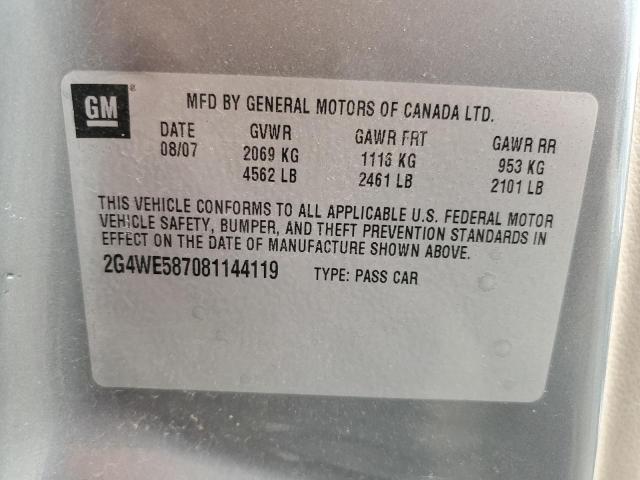 GM®
MFD BY GENERAL MOTORS OF CANADA LTD.
DATE GVWR GAWR FRT GAWR RR
08/07 2069 KG 1116 KG 953 KG
4562 LB 2461 LB 2101 LB
THIS VEHICLE CONFORMS TO ALL APPLICABLE U.S. FEDERAL MOTOR
VEHICLE SAFETY, BUMPER, AND THEFT PREVENTION STANDARDS IN
EFFECT ON THE DATE OF MANUFACTURE SHOWN ABOVE.
2G4WE587081144119 TYPE: PASS CAR